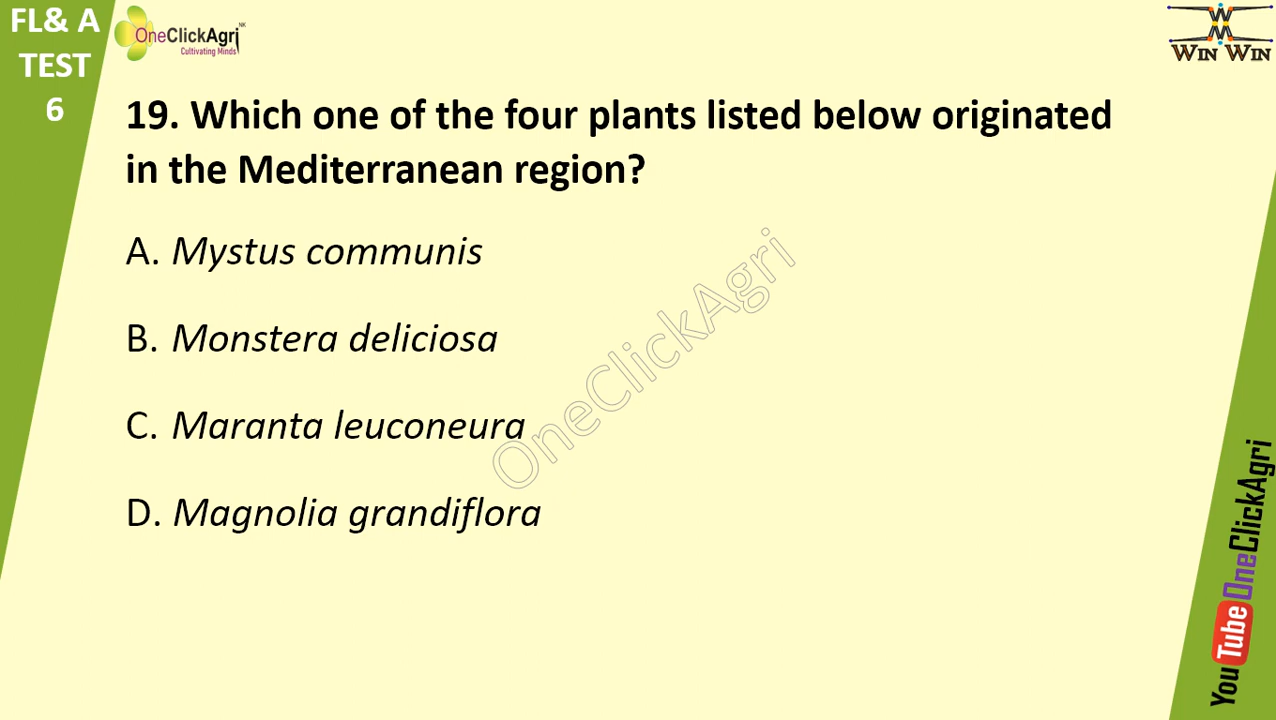 FL& A
TEST
6
OneClickAgri NK
Cultivating Minds
WIN WIN
19. Which one of the four plants listed below originated
in the Mediterranean region?
A. Mystus communis
B. Monstera deliciosa
C. Maranta leuconeura
D. Magnolia grandiflora
OneClickAgri
YouTube OneClickAgri